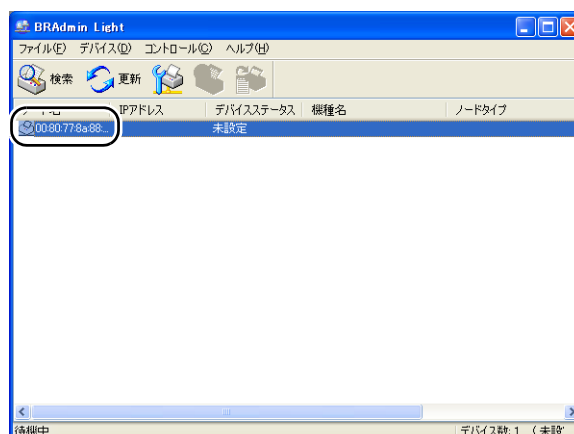 BRAdmin Light
ファイル(F) デバイス(D) コントロール(C) ヘルプ(H)
検索 更新
IPアドレス デバイスステータス 機種名 ノードタイプ
00:80:77:8a:88:... 未設定
待機中 デバイス数: 1 (未設